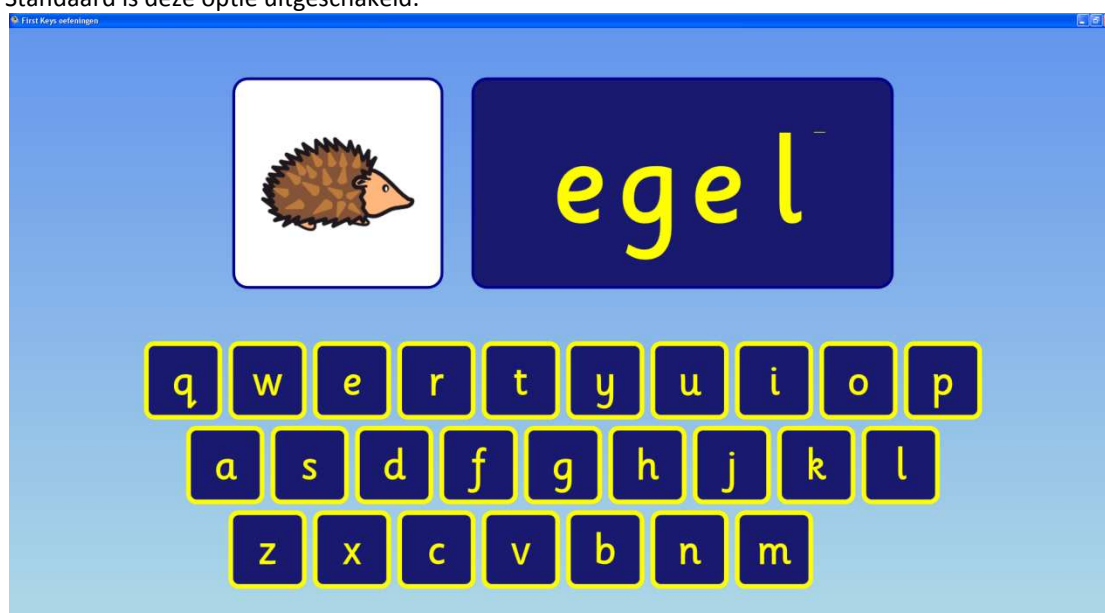 Standaard is deze optie uitgeschakeld.
First Keys oefeningen
egel
q w e r t y u i o p
a s d f g h j k l
z x c v b n m